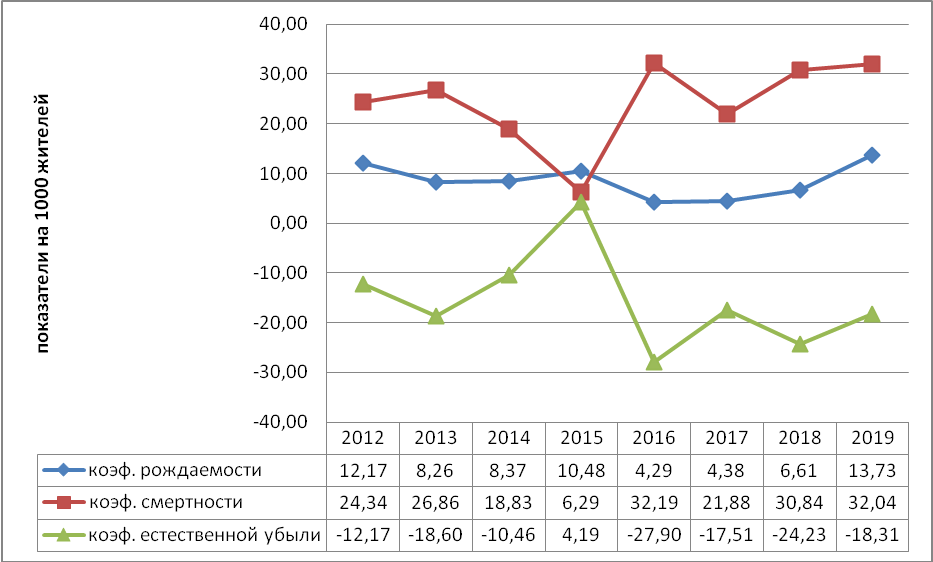 показатели на 1000 жителей
40,00
30,00
20,00
10,00
0,00
-10,00
-20,00
-30,00
-40,00
2012 2013 2014 2015 2016 2017 2018 2019
коэф. рождаемости 12,17 8,26 8,37 10,48 4,29 4,38 6,61 13,73
коэф. смертности 24,34 26,86 18,83 6,29 32,19 21,88 30,84 32,04
коэф. естественной убыли -12,17 -18,60 -10,46 4,19 -27,90 -17,51 -24,23 -18,31